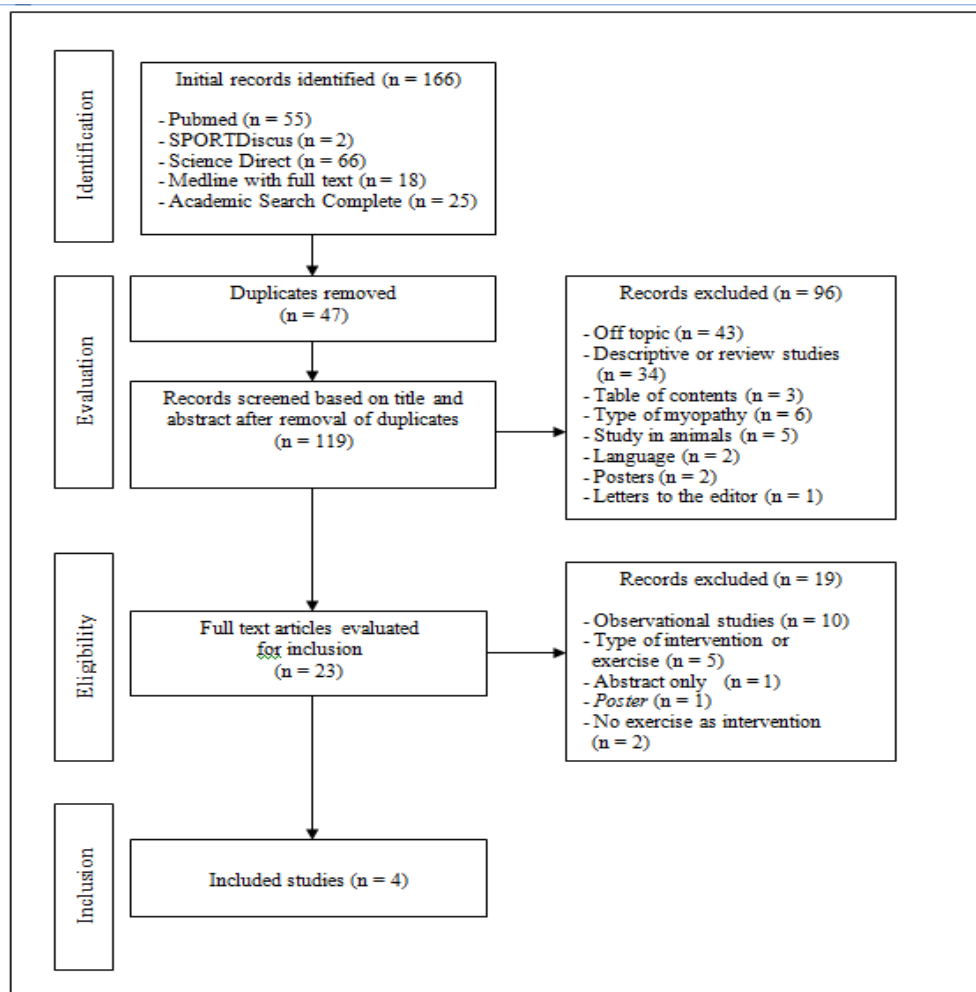 Identification
Initial records identified (n = 166)
- Pubmed (n = 55)
- SPORTDiscus (n = 2)
- Science Direct (n = 66)
- Medline with full text (n = 18)
- Academic Search Complete (n = 25)
Evaluation
Duplicates removed
(n = 47)
Records screened based on title and
abstract after removal of duplicates
(n = 119)
Records excluded (n = 96)
- Off topic (n = 43)
- Descriptive or review studies
(n = 34)
- Table of contents (n = 3)
- Type of myopathy (n = 6)
- Study in animals (n = 5)
- Language (n = 2)
- Posters (n = 2)
- Letters to the editor (n = 1)
Eligibility
Full text articles evaluated
for inclusion
(n = 23)
Records excluded (n = 19)
- Observational studies (n = 10)
- Type of intervention or
exercise (n = 5)
- Abstract only (n = 1)
- Poster (n = 1)
- No exercise as intervention
(n = 2)
Inclusion
Included studies (n = 4)